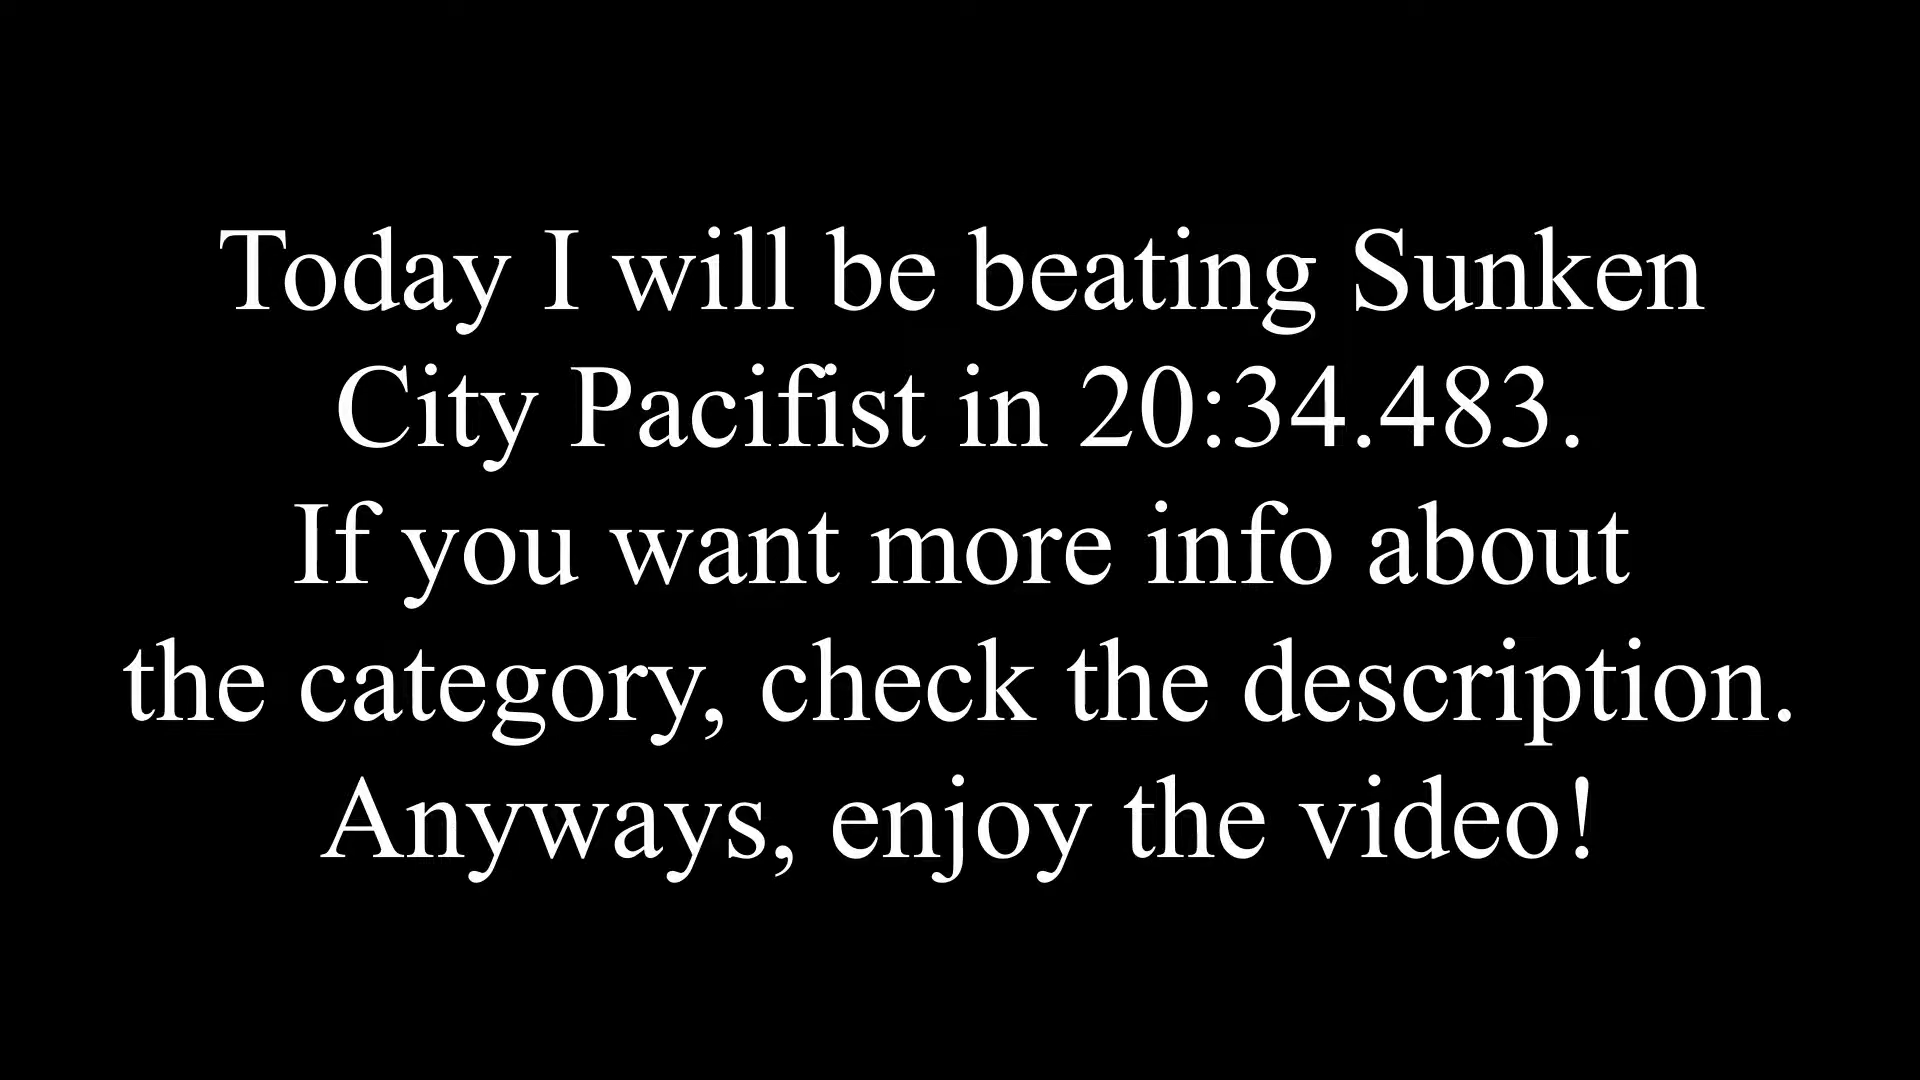 Today I will be beating Sunken
City Pacifist in 20:34.483.
If you want more info about
the category, check the description.
Anyways, enjoy the video!